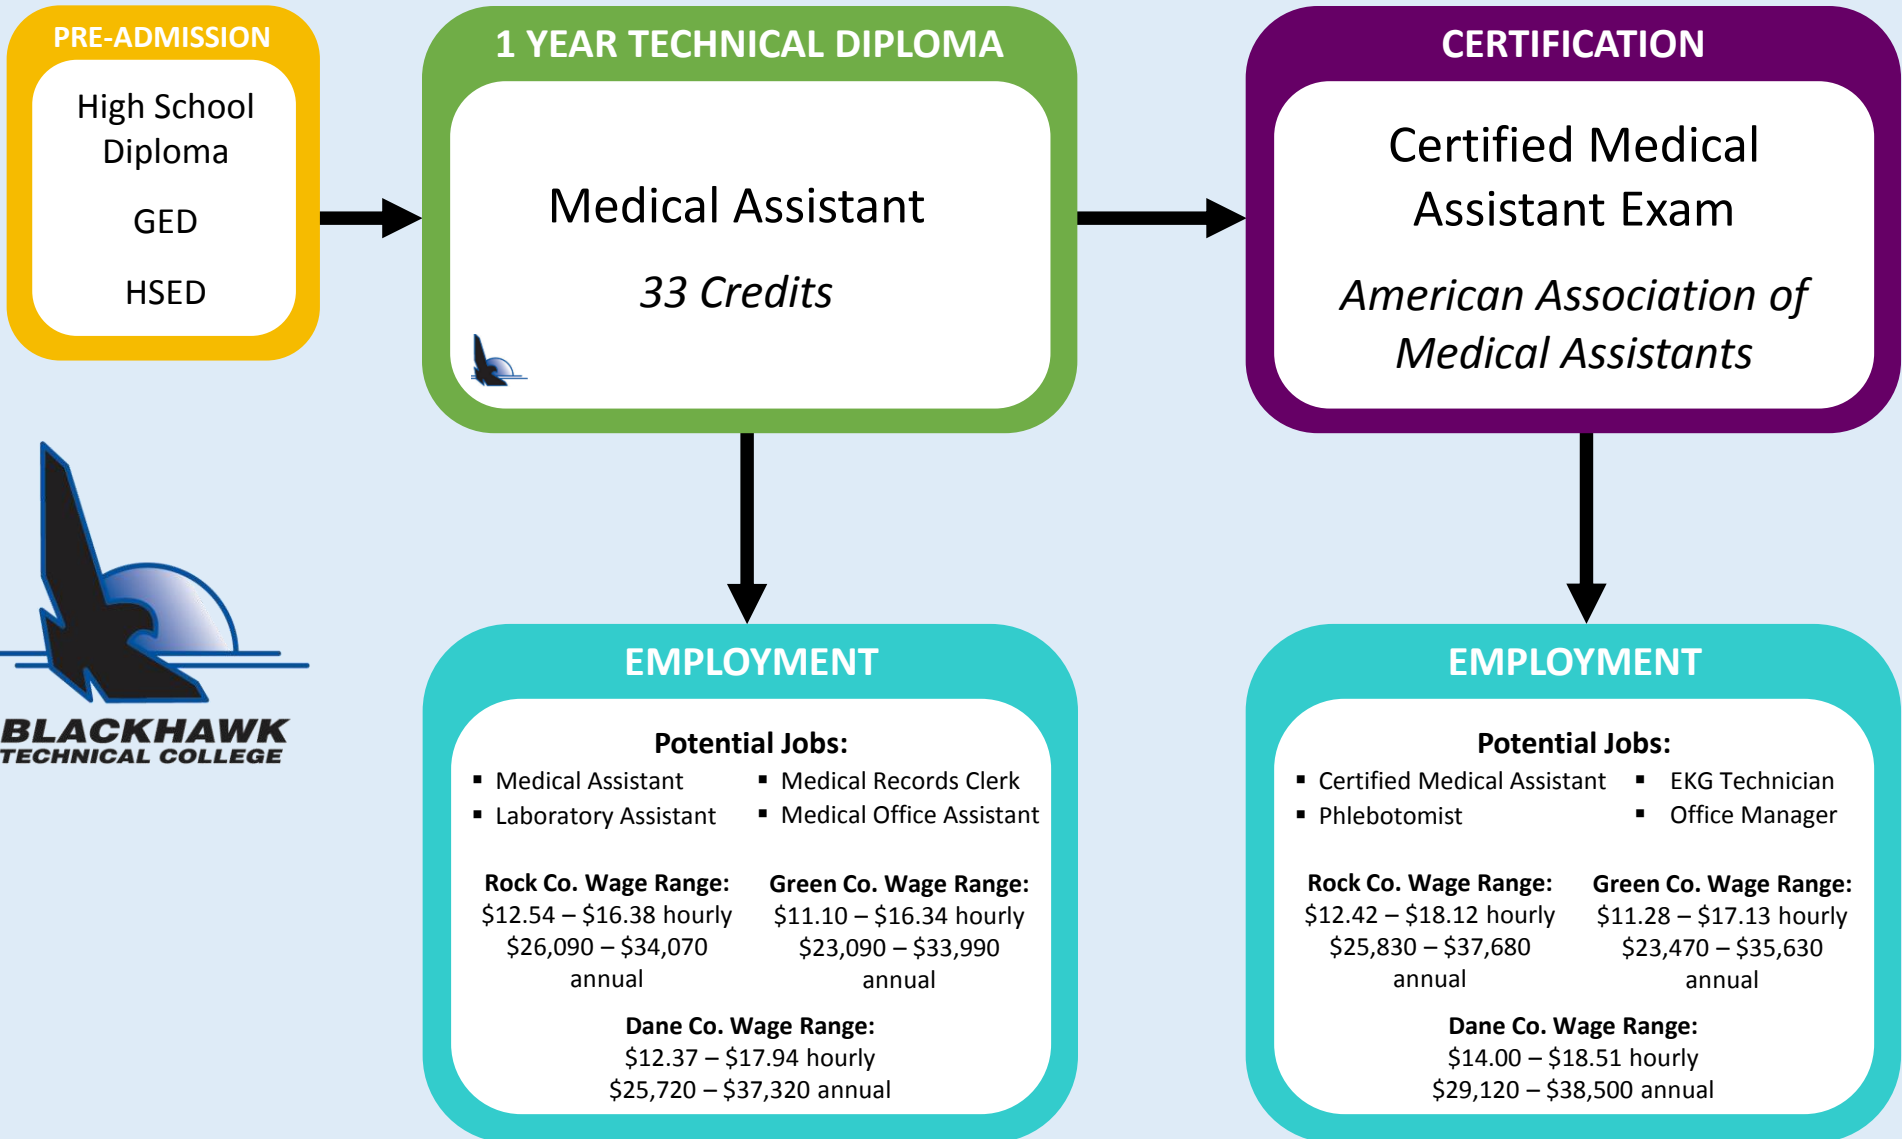 PRE-ADMISSION
High School
Diploma
GED
HSED
1 YEAR TECHNICAL DIPLOMA
Medical Assistant
33 Credits
CERTIFICATION
Certified Medical
Assistant Exam
American Association of
Medical Assistants
BLACKHAWK
TECHNICAL COLLEGE
EMPLOYMENT
Potential Jobs:
▪ Medical Assistant
▪ Laboratory Assistant
▪ Medical Records Clerk
▪ Medical Office Assistant
Rock Co. Wage Range:
$12.54 – $16.38 hourly
$26,090 – $34,070
annual
Green Co. Wage Range:
$11.10 – $16.34 hourly
$23,090 – $33,990
annual
Dane Co. Wage Range:
$12.37 – $17.94 hourly
$25,720 – $37,320 annual
EMPLOYMENT
Potential Jobs:
▪ Certified Medical Assistant
▪ Phlebotomist
▪ EKG Technician
▪ Office Manager
Rock Co. Wage Range:
$12.42 – $18.12 hourly
$25,830 – $37,680
annual
Green Co. Wage Range:
$11.28 – $17.13 hourly
$23,470 – $35,630
annual
Dane Co. Wage Range:
$14.00 – $18.51 hourly
$29,120 – $38,500 annual